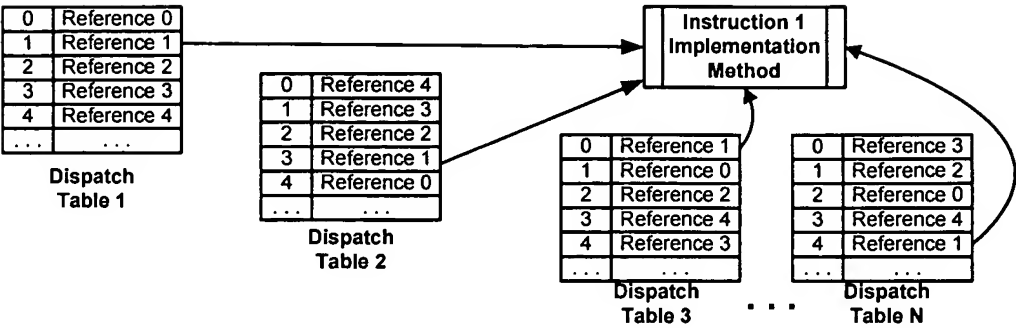 0 Reference 0
1 Reference 1
2 Reference 2
3 Reference 3
4 Reference 4
. . . . . .
Dispatch
Table 1
0 Reference 4
1 Reference 3
2 Reference 2
3 Reference 1
4 Reference 0
. . . . . .
Dispatch
Table 2
Instruction 1
Implementation
Method
0 Reference 1
1 Reference 0
2 Reference 2
3 Reference 4
4 Reference 3
. . . . . .
Dispatch
Table 3
. . .
0 Reference 3
1 Reference 2
2 Reference 0
3 Reference 4
4 Reference 1
. . . . . .
Dispatch
Table N